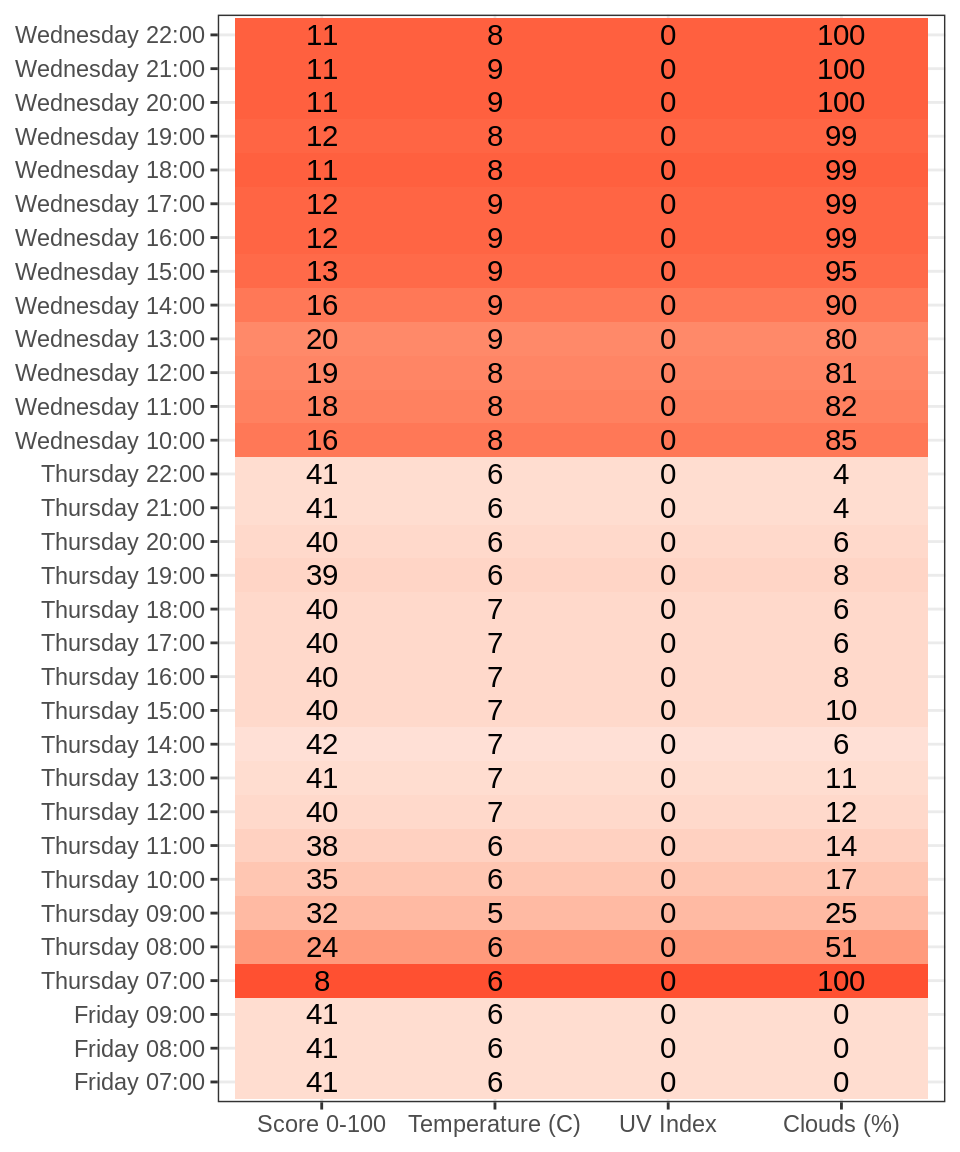 Wednesday 22:00 11 8 0 100
Wednesday 21:00 11 9 0 100
Wednesday 20:00 11 9 0 100
Wednesday 19:00 12 8 0 99
Wednesday 18:00 11 8 0 99
Wednesday 17:00 12 9 0 99
Wednesday 16:00 12 9 0 99
Wednesday 15:00 13 9 0 95
Wednesday 14:00 16 9 0 90
Wednesday 13:00 20 9 0 80
Wednesday 12:00 19 8 0 81
Wednesday 11:00 18 8 0 82
Wednesday 10:00 16 8 0 85
Thursday 22:00 41 6 0 4
Thursday 21:00 41 6 0 4
Thursday 20:00 40 6 0 6
Thursday 19:00 39 6 0 8
Thursday 18:00 40 7 0 6
Thursday 17:00 40 7 0 6
Thursday 16:00 40 7 0 8
Thursday 15:00 40 7 0 10
Thursday 14:00 42 7 0 6
Thursday 13:00 41 7 0 11
Thursday 12:00 40 7 0 12
Thursday 11:00 38 6 0 14
Thursday 10:00 35 6 0 17
Thursday 09:00 32 5 0 25
Thursday 08:00 24 6 0 51
Thursday 07:00 8 6 0 100
Friday 09:00 41 6 0 0
Friday 08:00 41 6 0 0
Friday 07:00 41 6 0 0
Score 0-100 Temperature (C) UV Index Clouds (%)